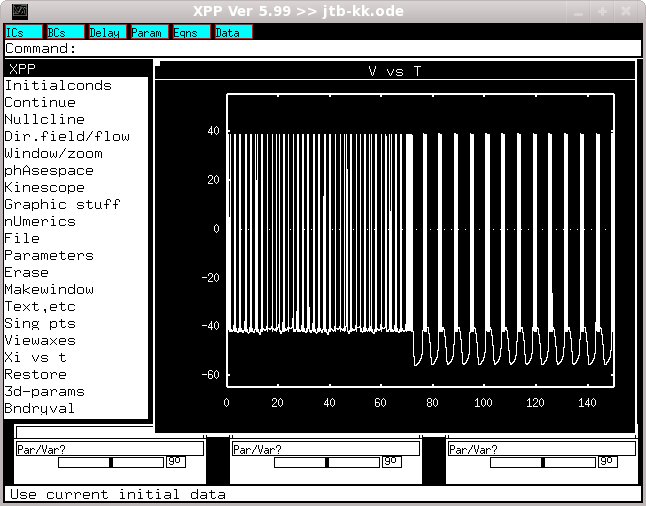 XPP Ver 5.99 >> jtb-kk.ode
ICs BCs Delay Param Eqns Data
Command:
XPP
Initialconds
Continue
Nullcline
Dir.field/flow
Window/zoom
phAsespace
Kinescope
Graphic stuff
nUmerics
File
Parameters
Erase
Makewindow
Text,etc
Sing pts
Viewaxes
Xi vs t
Restore
3d-params
Bndryval
V vs T
40
20
0
-20
-40
-60
0 20 40 60 80 100 120 140
Par/Var? Par/Var? Par/Var?
go go go
Use current initial data